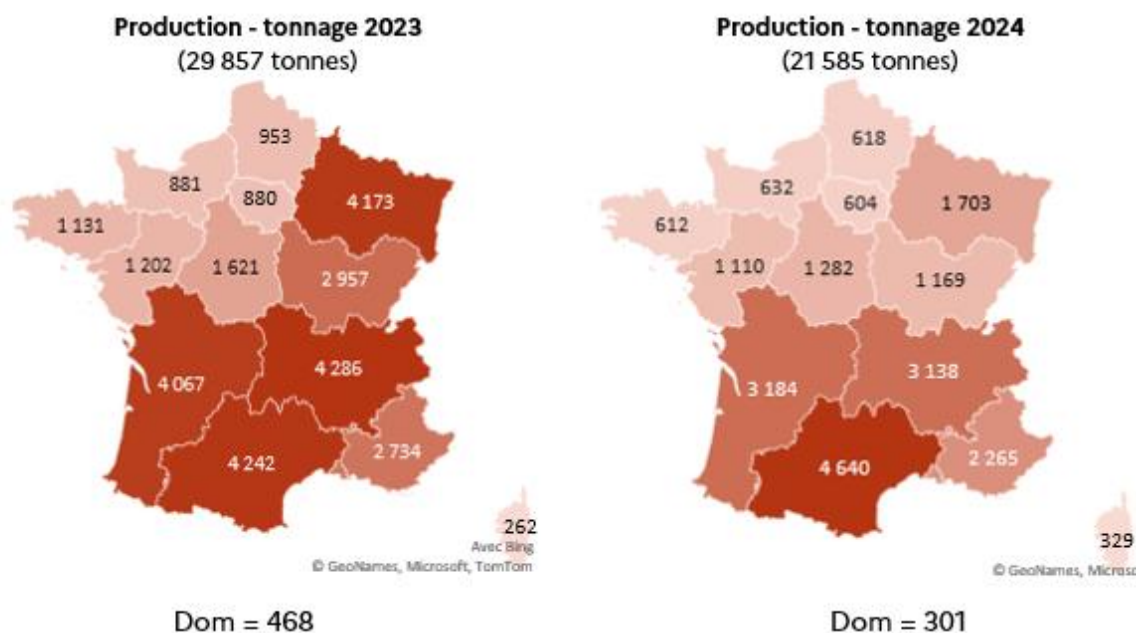 Production - tonnage 2023
(29 857 tonnes)
953
881
880
4 173
1 131
1 202
1 621
2 957
4 067
4 286
4 242
2 734
262
Avec Bing
© GeoNames, Microsoft, TomTom
Dom = 468
Production - tonnage 2024
(21 585 tonnes)
618
632
604
1 703
612
1 110
1 282
1 169
3 184
3 138
4 640
2 265
329
© GeoNames, Microso
Dom = 301